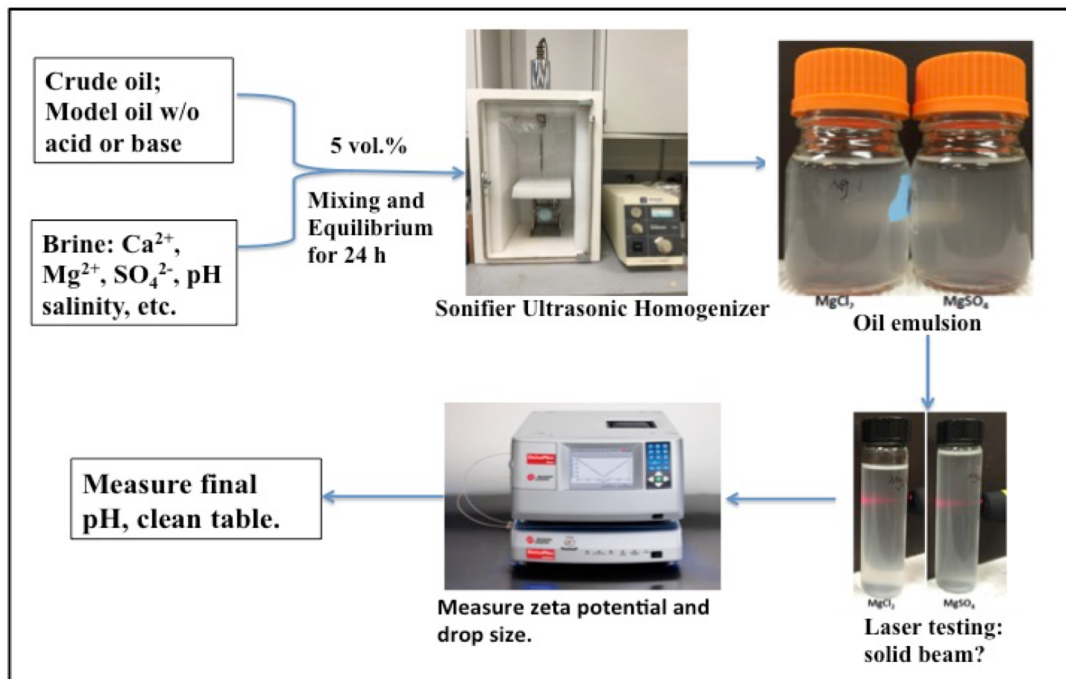 Crude oil;
Model oil w/o
acid or base
5 vol.%
Mixing and
Equilibrium
for 24 h
Brine: Ca²⁺,
Mg²⁺, SO₄²⁻, pH
salinity, etc.
Sonifier Ultrasonic Homogenizer
MgCl₂
MgSO₄
Oil emulsion
MgCl₂
MgSO₄
Laser testing:
solid beam?
Measure zeta potential and
drop size.
Measure final
pH, clean table.